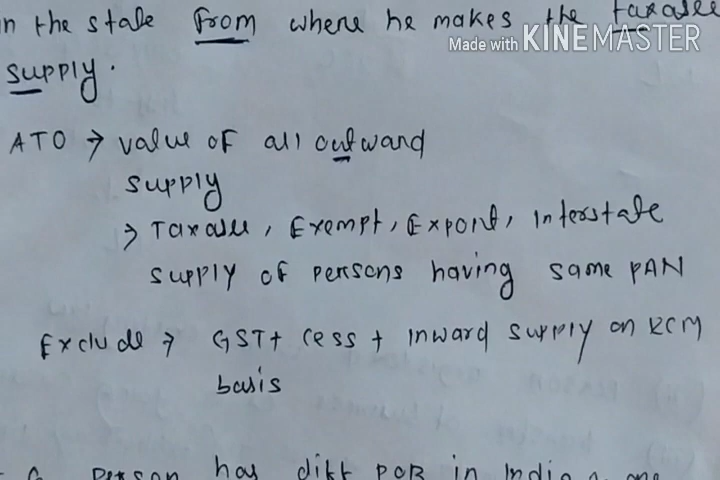 in the state from where he makes the taxable
Made with KINEMASTER
supply.
ATO → value of all outward
supply
→ Taxable, Exempt, Export, interstate
supply of persons having same PAN
Exclude → GST + cess + inward supply on RCM
basis
person has diff POB in India